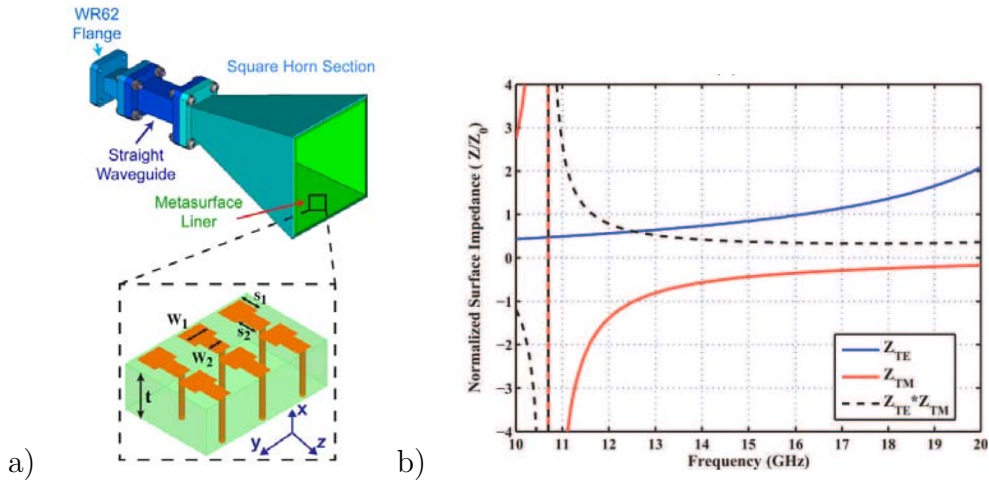 WR62
Flange
Square Horn Section
Straight
Waveguide
Metasurface
Liner
s1
W1
s2
W2
t
x
y
z
a)
4
3
2
1
0
−1
−2
−3
−4
Normalized Surface Impedance ( Z/Z0)
ZTE
ZTM
ZTE*ZTM
10 11 12 13 14 15 16 17 18 19 20
Frequency (GHz)
b)